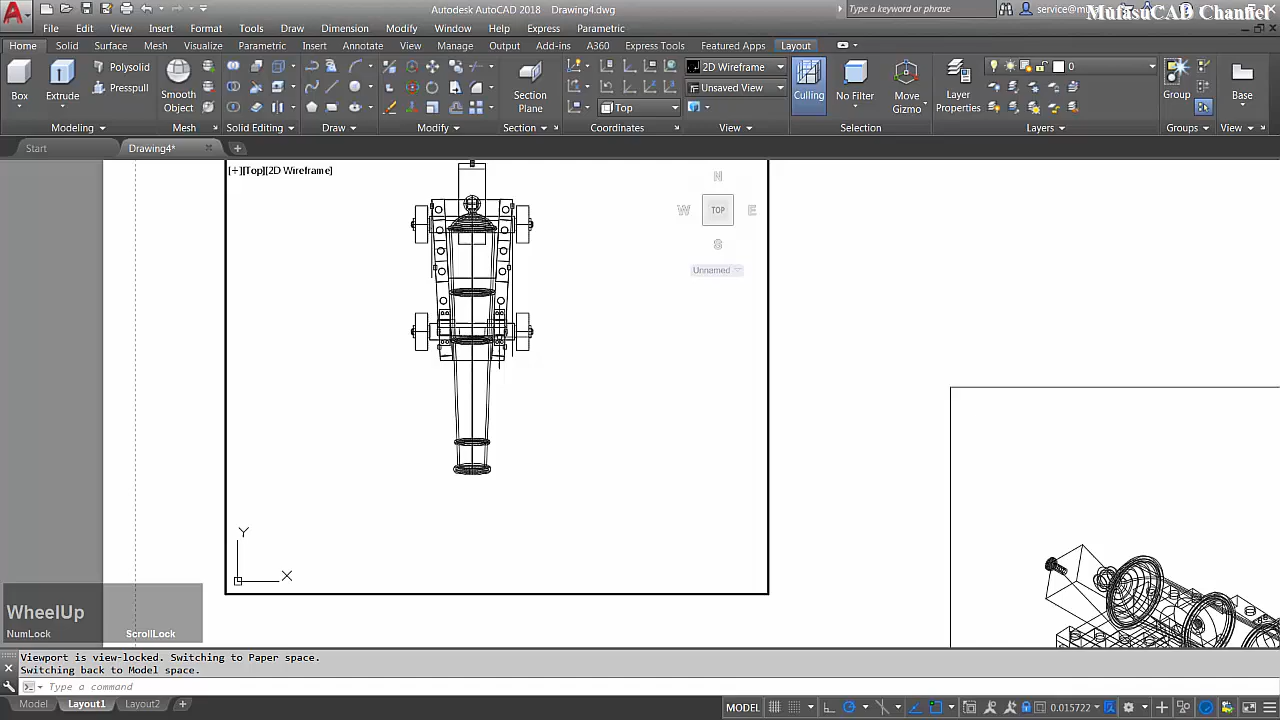 Autodesk AutoCAD 2018 Drawing4.dwg
Type a keyword or phrase
MufasuCAD Channel
File Edit View Insert Format Tools Draw Dimension Modify Window Help Express Parametric
Home Solid Surface Mesh Visualize Parametric Insert Annotate View Manage Output Add-ins A360 Express Tools Featured Apps Layout
Box
Extrude
Polysolid
Presspull
Smooth
Object
Section
Plane
Top
2D Wireframe
Unsaved View
Culling
No Filter
Move
Gizmo
Layer
Properties
0
Group
Base
Modeling Mesh Solid Editing Draw Modify Section Coordinates View Selection Layers Groups View
Start Drawing4*
[+][Top][2D Wireframe]
N
W TOP E
S
Unnamed
Y
X
WheelUp
NumLock ScrollLock
Viewport is view-locked. Switching to Paper space.
Switching back to Model space.
Type a command
Model Layout1 Layout2
MODEL
0.015722